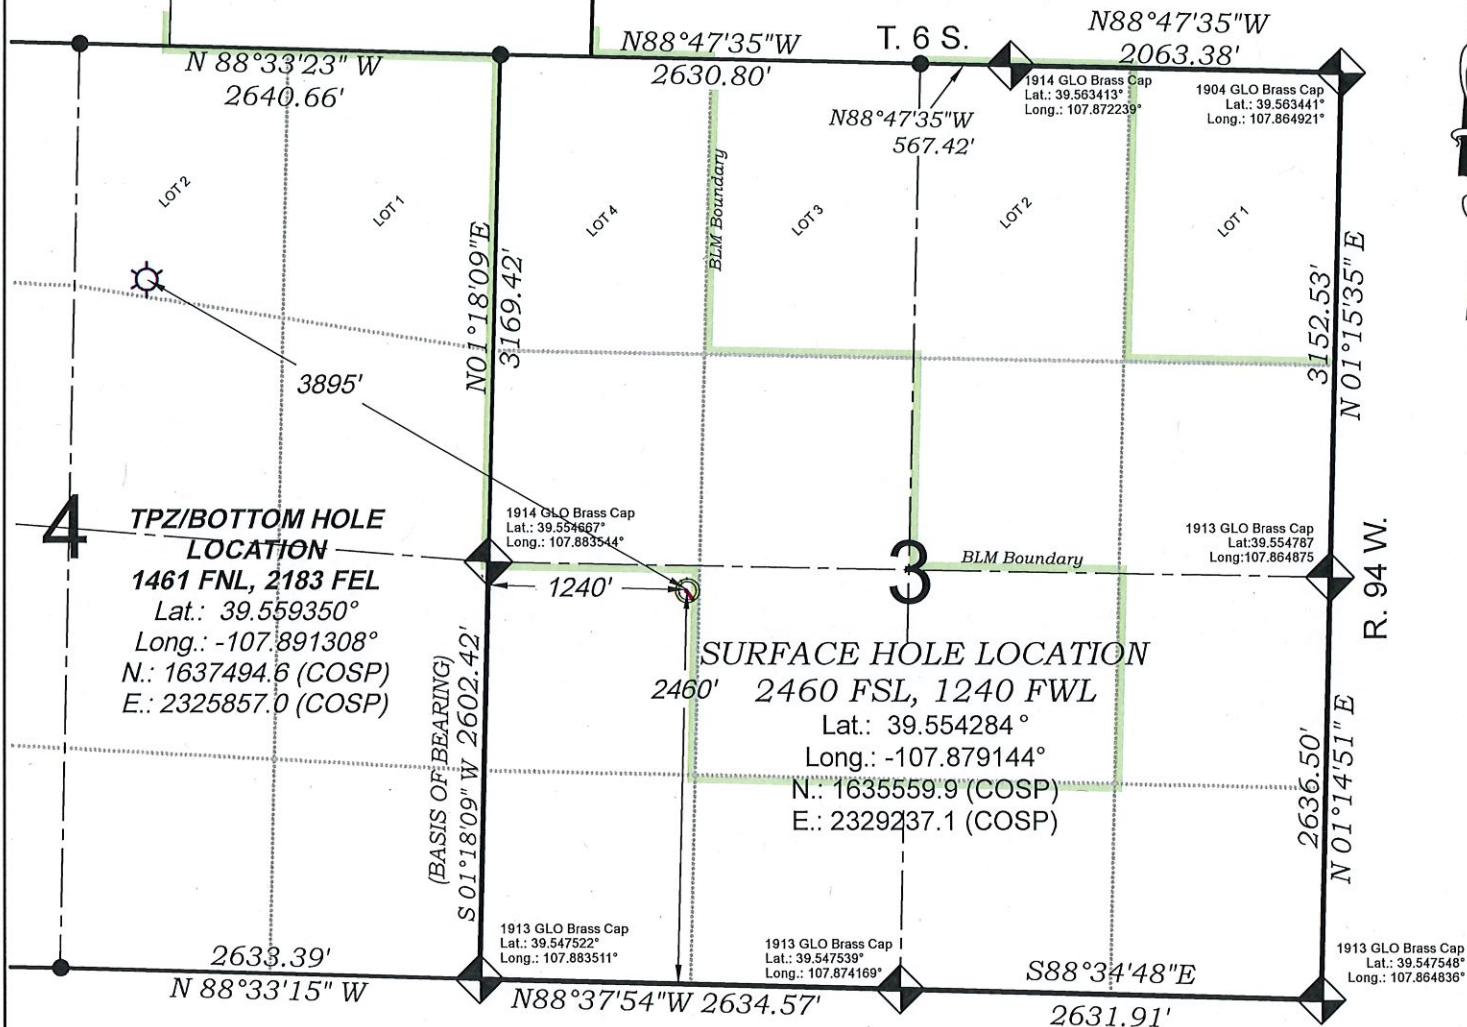 N88°47'35"W
2063.38'
T. 6 S.
N88°47'35"W
2630.80'
N 88°33'23" W
2640.66'
1914 GLO Brass Cap
Lat.: 39.563413°
Long.: 107.872239°
1904 GLO Brass Cap
Lat.: 39.563441°
Long.: 107.864921°
N88°47'35"W
567.42'
LOT 2
LOT 1
LOT 4
BLM Boundary
LOT 3
LOT 2
LOT 1
N01°18'09"E
3169.42'
3152.53'
N 01°15'35" E
3895'
4
TPZ/BOTTOM HOLE
LOCATION
1461 FNL, 2183 FEL
Lat.: 39.559350°
Long.: -107.891308°
N.: 1637494.6 (COSP)
E.: 2325857.0 (COSP)
1914 GLO Brass Cap
Lat.: 39.554667°
Long.: 107.883544°
1240'
3
BLM Boundary
1913 GLO Brass Cap
Lat:39.554787
Long:107.864875
R. 94 W.
SURFACE HOLE LOCATION
2460'
2460 FSL, 1240 FWL
Lat.: 39.554284°
Long.: -107.879144°
N.: 1635559.9 (COSP)
E.: 2329237.1 (COSP)
(BASIS OF BEARING)
S 01°18'09" W 2602.42'
2636.50'
N 01°14'51" E
2633.39'
N 88°33'15" W
1913 GLO Brass Cap
Lat.: 39.547522°
Long.: 107.883511°
N88°37'54"W 2634.57'
1913 GLO Brass Cap
Lat.: 39.547539°
Long.: 107.874169°
S88°34'48"E
2631.91'
1913 GLO Brass Cap
Lat.: 39.547548°
Long.: 107.864836°